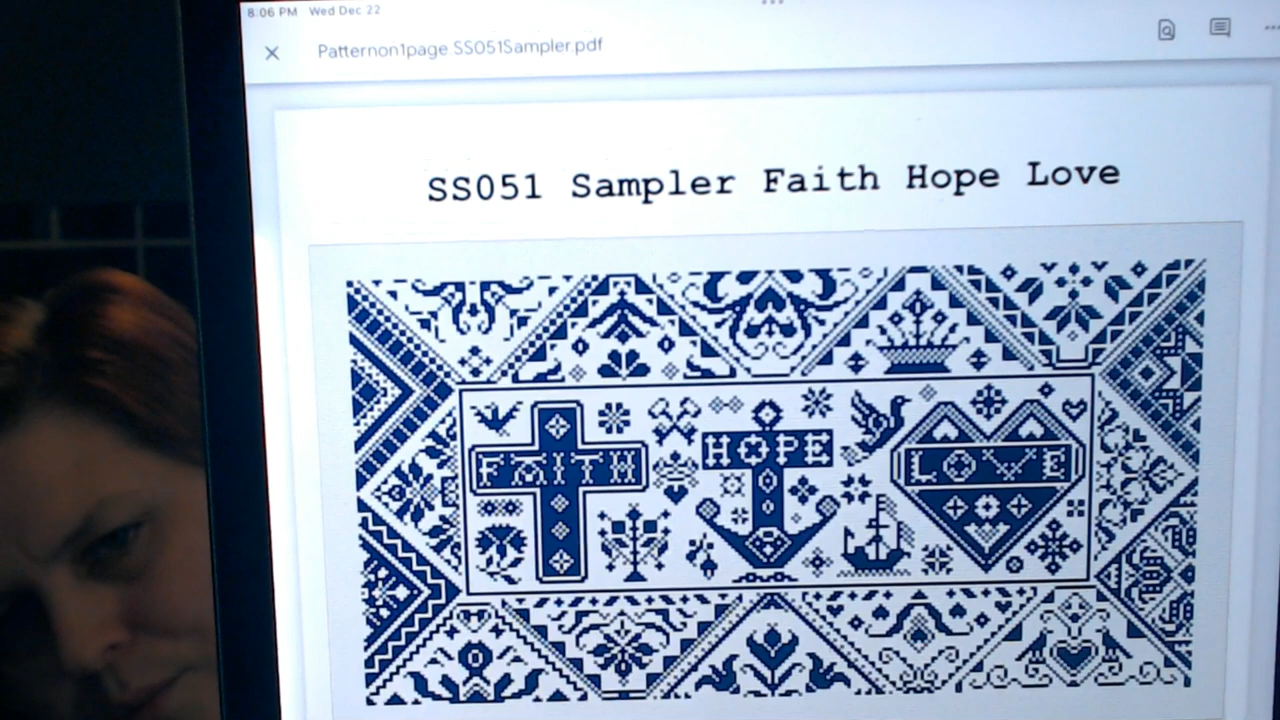 8:06 PM Wed Dec 22
Patternon1page.SS051Sampler.pdf
SS051 Sampler Faith Hope Love
FAITH
HOPE
LOVE